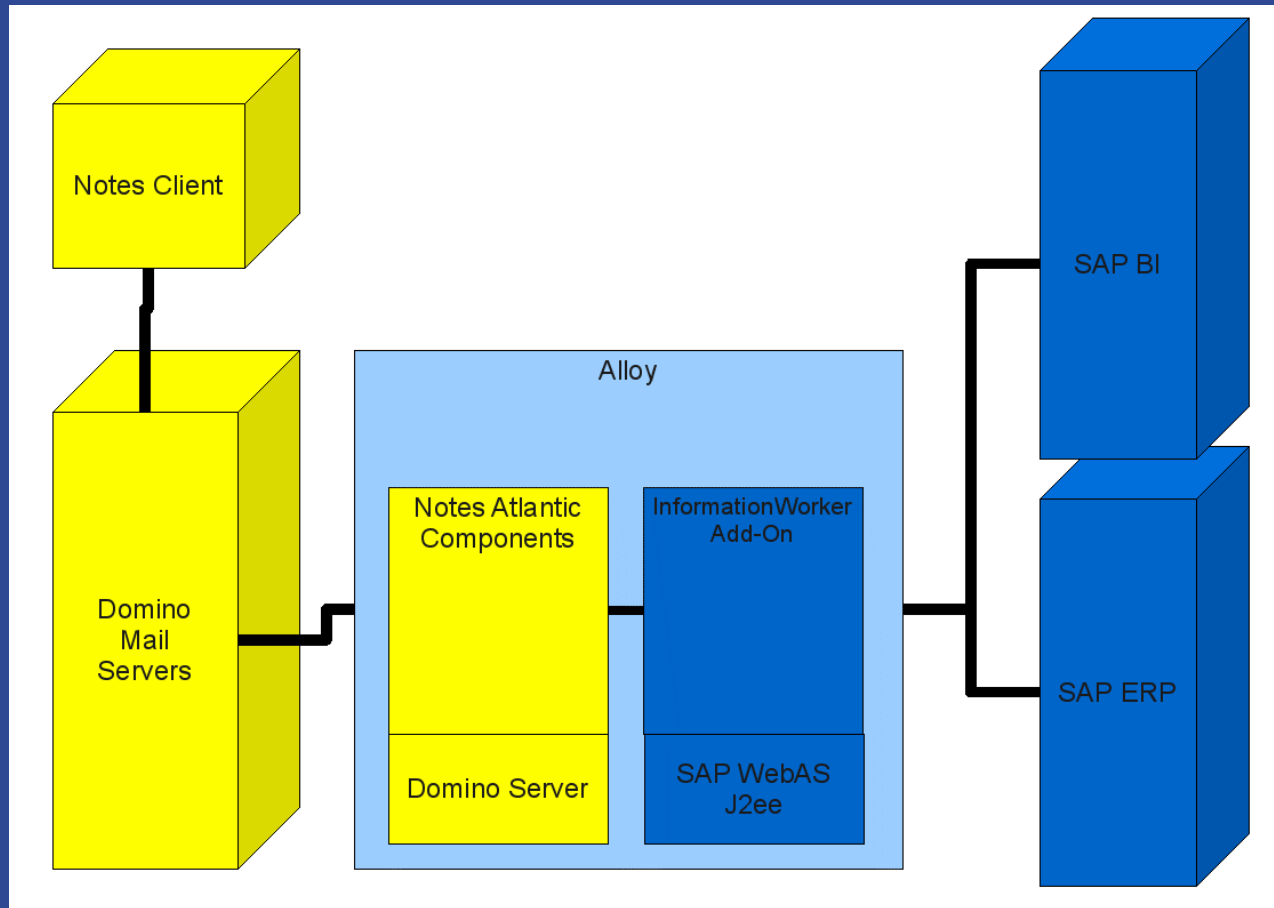 Notes Client
Domino
Mail
Servers
Alloy
Notes Atlantic
Components
Domino Server
InformationWorker
Add-On
SAP WebAS
J2ee
SAP BI
SAP ERP